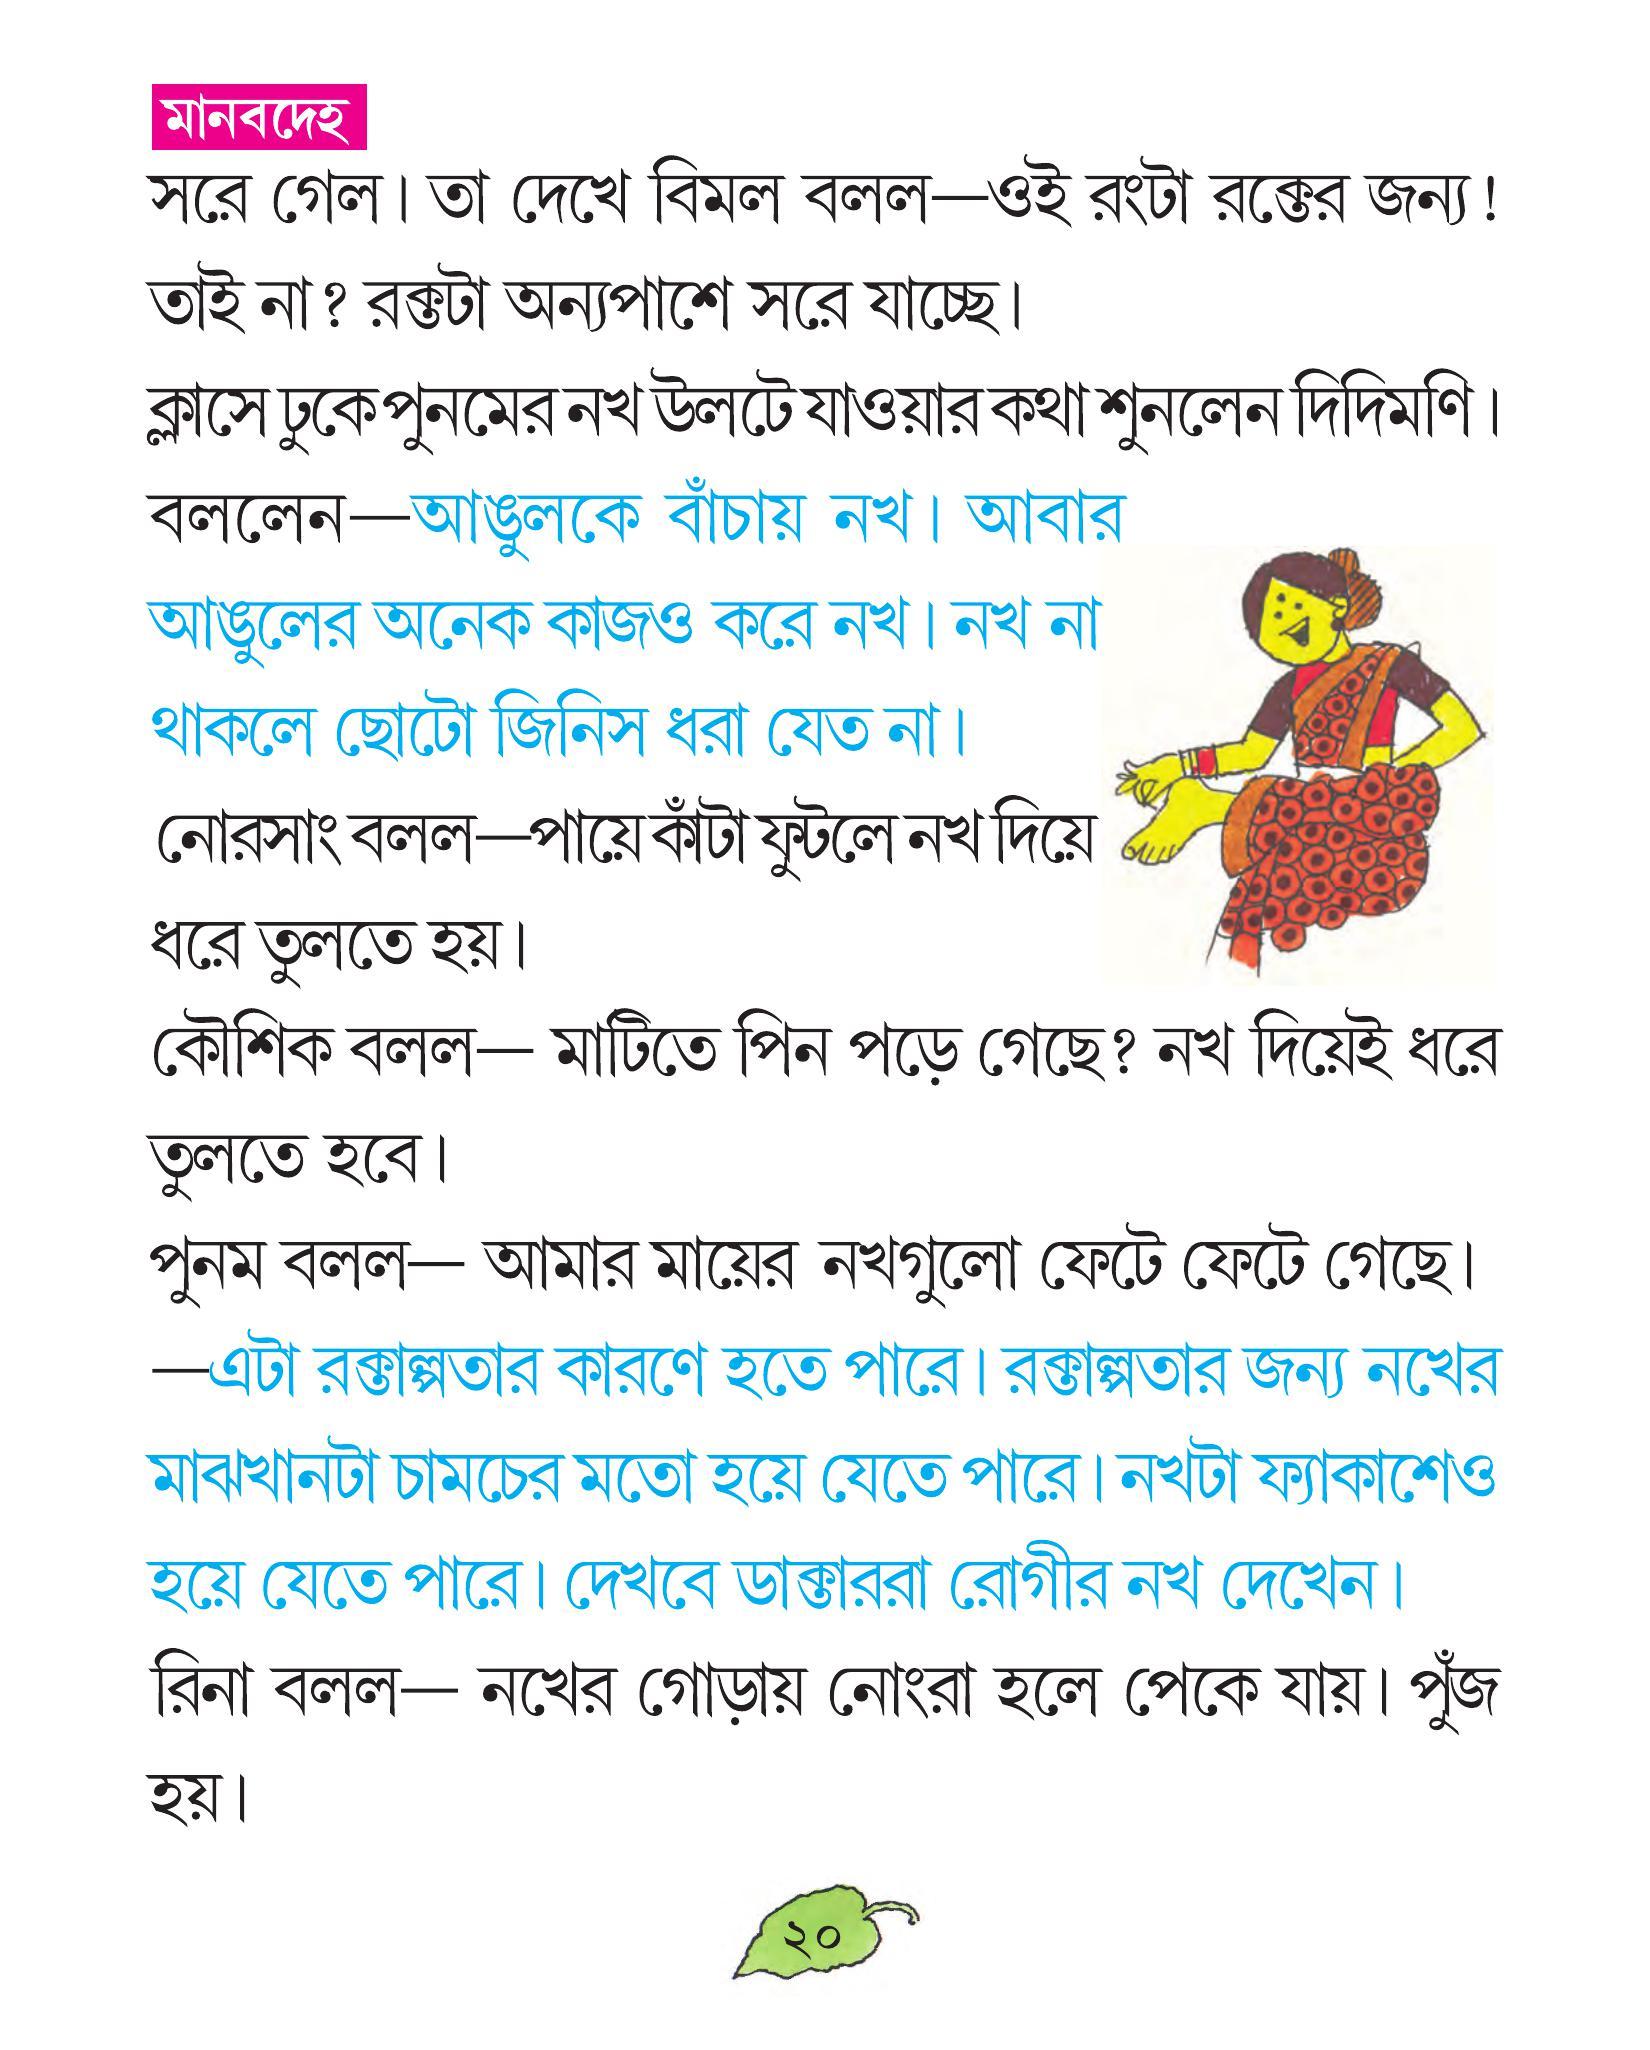 মানবদেহ
সরে গেল। তা দেখে বিমল বলল—ওই রংটা রক্তের জন্য!
তাই না? রক্তটা অন্যপাশে সরে যাচ্ছে।
ক্লাসে ঢুকে পুনমের নখ উলটে যাওয়ার কথা শুনলেন দিদিমণি।
বললেন—আঙুলকে বাঁচায় নখ। আবার
আঙুলের অনেক কাজও করে নখ। নখ না
থাকলে ছোটো জিনিস ধরা যেত না।
নোরসাং বলল—পায়ে কাঁটা ফুটলে নখ দিয়ে
ধরে তুলতে হয়।
কৌশিক বলল— মাটিতে পিন পড়ে গেছে? নখ দিয়েই ধরে
তুলতে হবে।
পুনম বলল— আমার মায়ের নখগুলো ফেটে ফেটে গেছে।
—এটা রক্তাল্পতার কারণে হতে পারে। রক্তাল্পতার জন্য নখের
মাঝখানটা চামচের মতো হয়ে যেতে পারে। নখটা ফ্যাকাশেও
হয়ে যেতে পারে। দেখবে ডাক্তাররা রোগীর নখ দেখেন।
রিনা বলল— নখের গোড়ায় নোংরা হলে পেকে যায়। পুঁজ
হয়।
২০